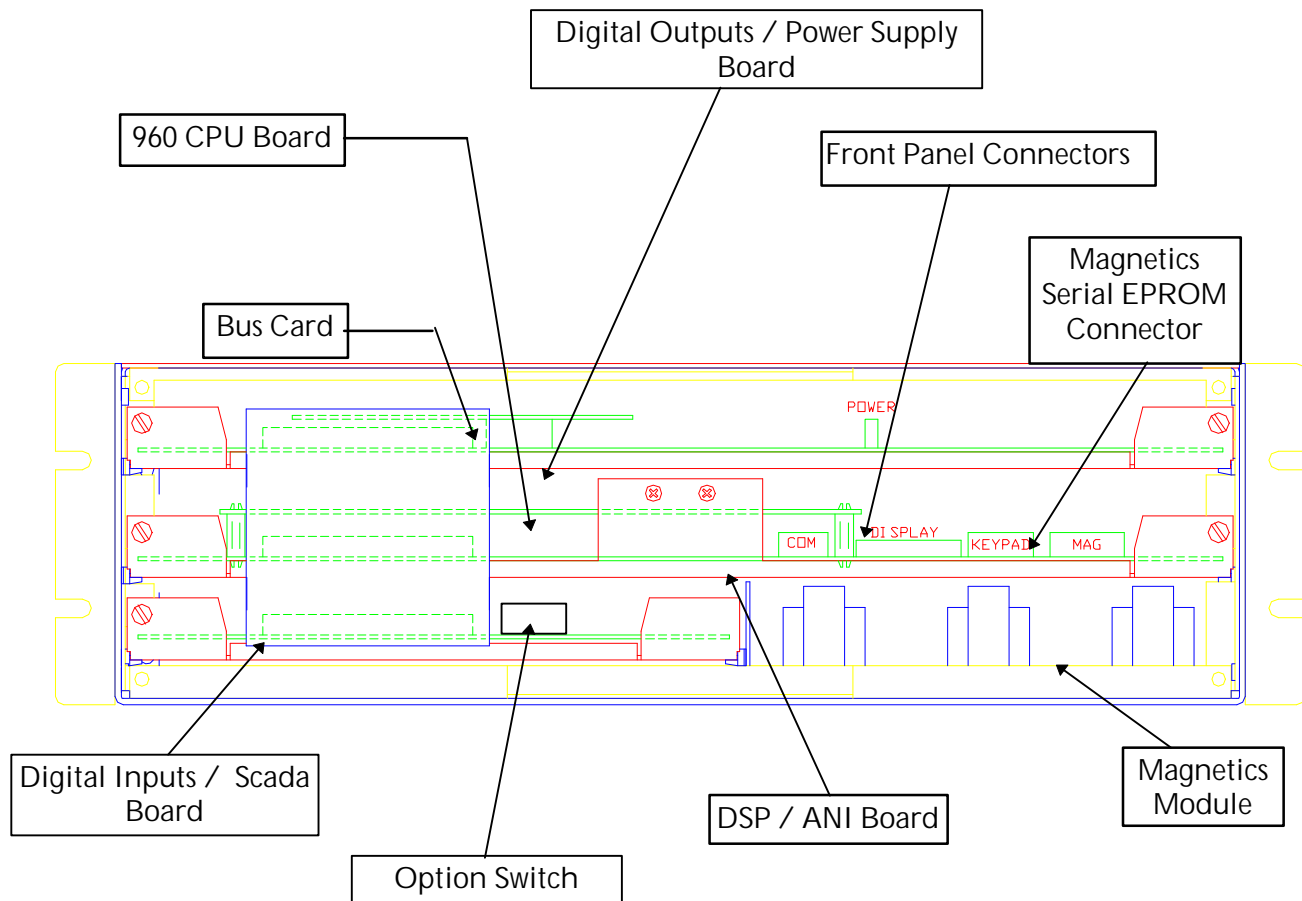 Digital Outputs / Power Supply
Board
960 CPU Board
Front Panel Connectors
Magnetics
Serial EPROM
Connector
Bus Card
POWER
DISPLAY
COM
KEYPAD
MAG
Digital Inputs / Scada
Board
DSP / ANI Board
Magnetics
Module
Option Switch